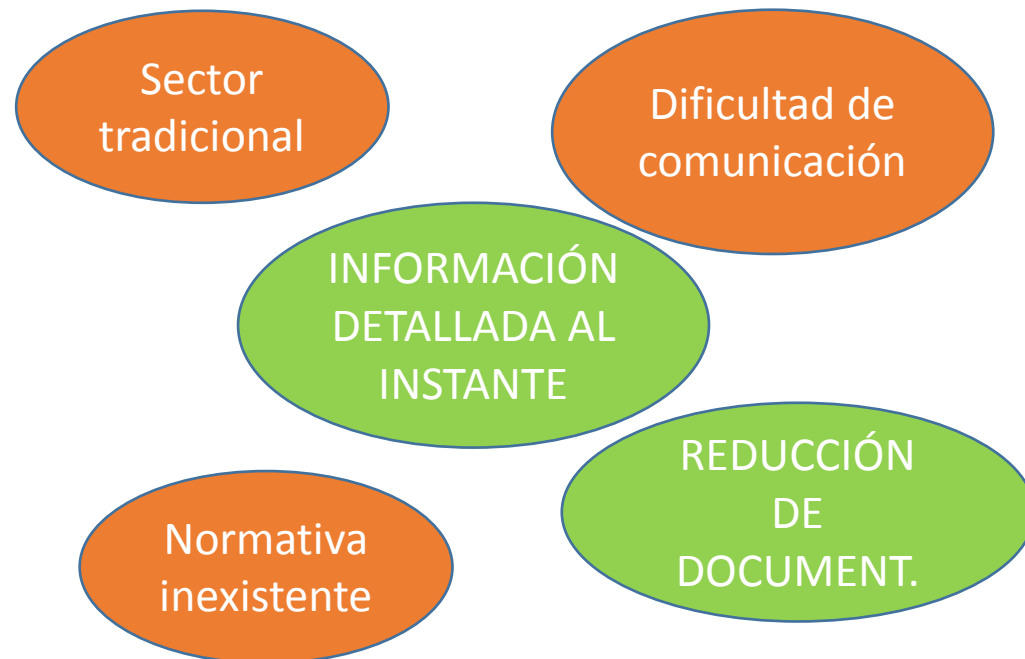 Sector
tradicional
Dificultad de
comunicación
INFORMACIÓN
DETALLADA AL
INSTANTE
REDUCCIÓN
DE
DOCUMENT.
Normativa
inexistente